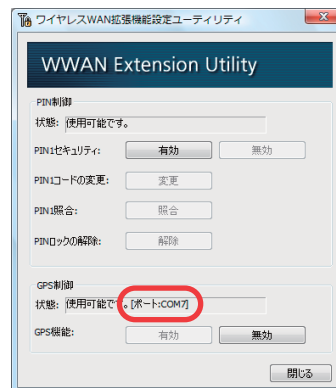 ワイヤレスWAN拡張機能設定ユーティリティ
WWAN Extension Utility
PIN制御
状態: 使用可能です。
PIN1セキュリティ: 有効 無効
PIN1コードの変更: 変更
PIN1照合: 照合
PINロックの解除: 解除
GPS制御
状態: 使用可能です。[ポート:COM7]
GPS機能: 有効 無効
閉じる